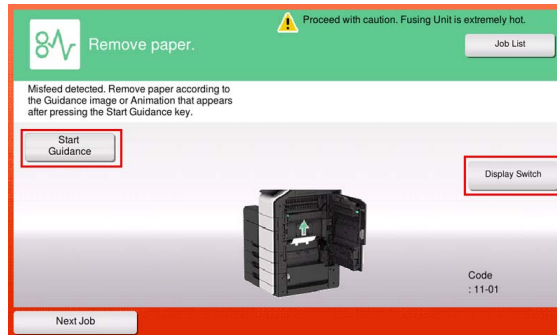 Proceed with caution. Fusing Unit is extremely hot.
Remove paper.
Job List
Misfeed detected. Remove paper according to
the Guidance image or Animation that appears
after pressing the Start Guidance key.
Start
Guidance
Display Switch
Code
: 11-01
Next Job